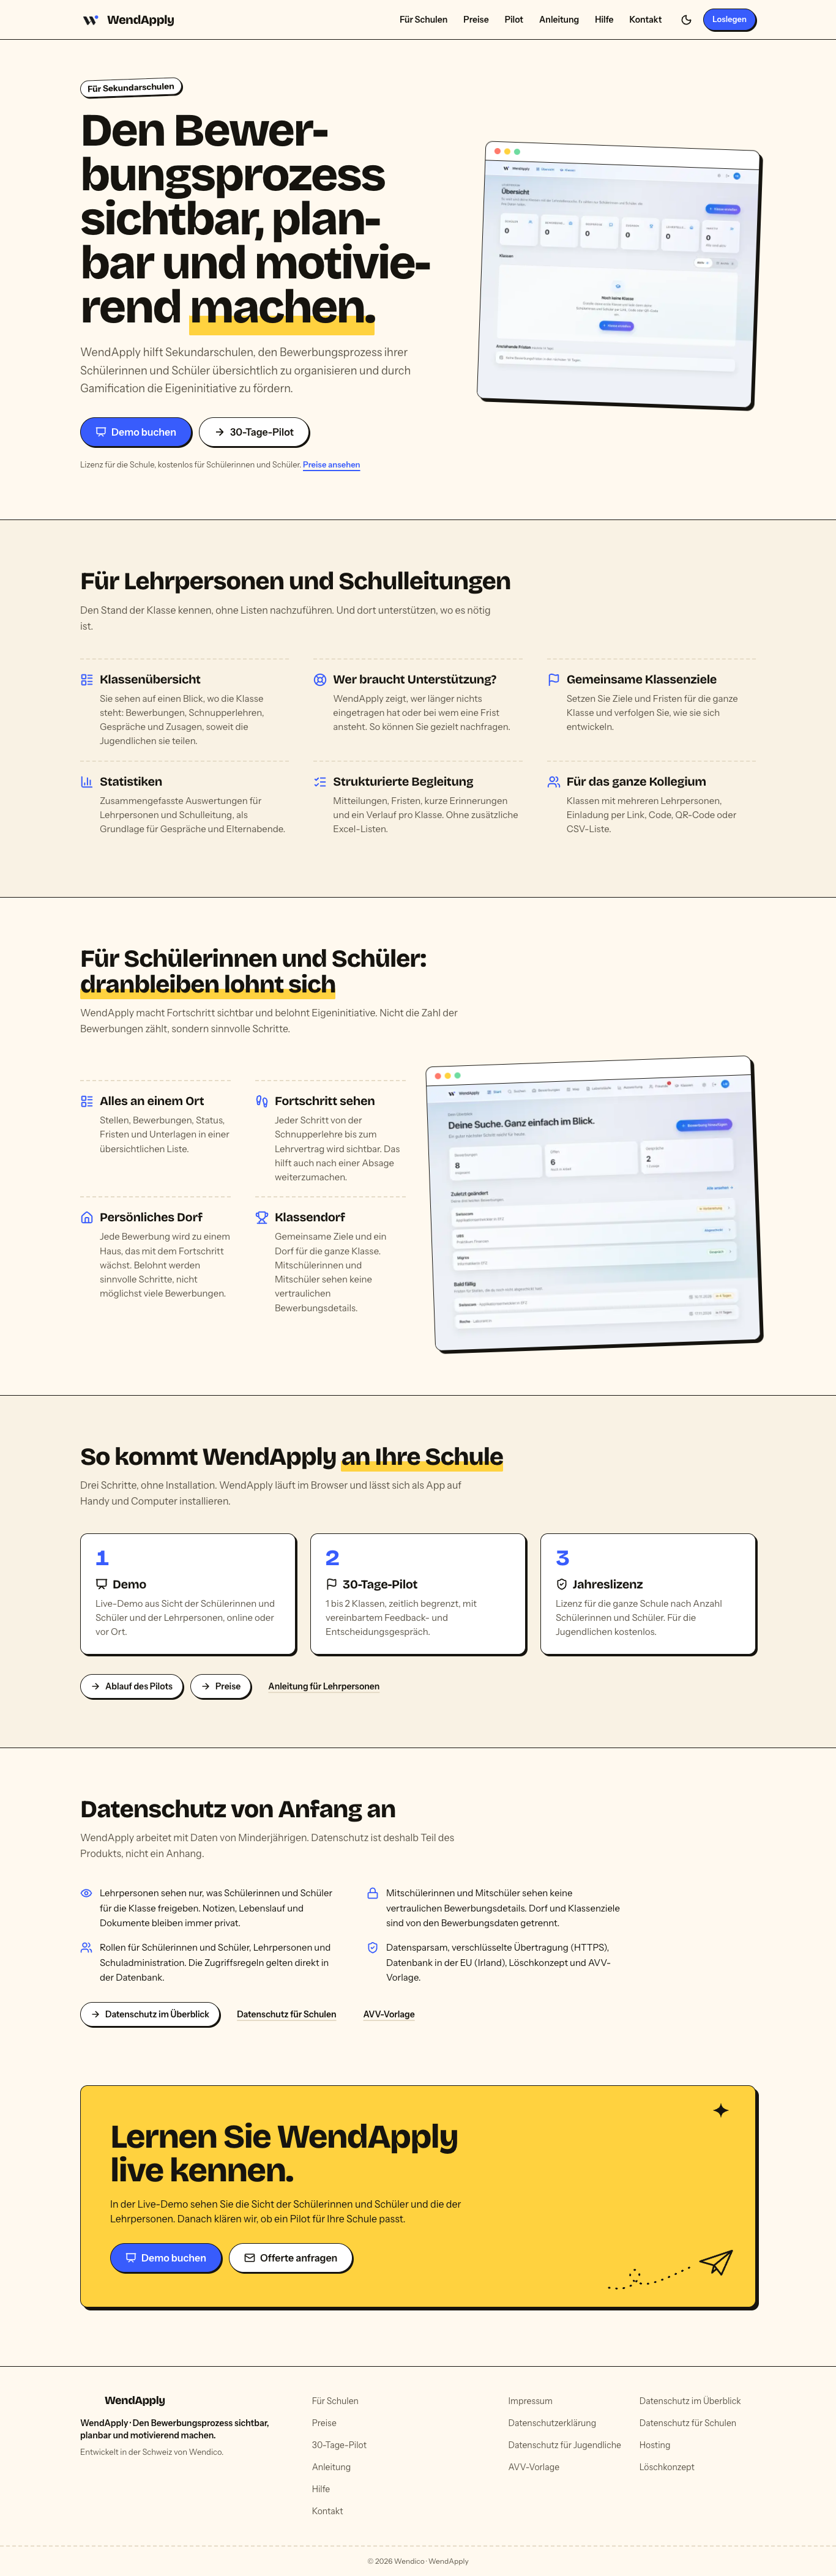 WendApply
Für Schulen
Preise
Pilot
Anleitung
Hilfe
Kontakt
Loslegen
Für Sekundarschulen
Den Bewer-
bungsprozess
sichtbar, plan-
bar und motivie-
rend machen.
WendApply hilft Sekundarschulen, den Bewerbungsprozess ihrer
Schülerinnen und Schüler übersichtlich zu organisieren und durch
Gamification die Eigeninitiative zu fördern.
Demo buchen
30-Tage-Pilot
Lizenz für die Schule, kostenlos für Schülerinnen und Schüler. Preise ansehen
WendApply
Übersicht
0
0
0
0
0
0
Klassen
Noch keine Klasse
Für Lehrpersonen und Schulleitungen
Den Stand der Klasse kennen, ohne Listen nachzuführen. Und dort unterstützen, wo es nötig
ist.
Klassenübersicht
Sie sehen auf einen Blick, wo die Klasse
steht: Bewerbungen, Schnupperlehren,
Gespräche und Zusagen, soweit die
Jugendlichen sie teilen.
Wer braucht Unterstützung?
WendApply zeigt, wer länger nichts
eingetragen hat oder bei wem eine Frist
ansteht. So können Sie gezielt nachfragen.
Gemeinsame Klassenziele
Setzen Sie Ziele und Fristen für die ganze
Klasse und verfolgen Sie, wie sie sich
entwickeln.
Statistiken
Zusammengefasste Auswertungen für
Lehrpersonen und Schulleitung, als
Grundlage für Gespräche und Elternabende.
Strukturierte Begleitung
Mitteilungen, Fristen, kurze Erinnerungen
und ein Verlauf pro Klasse. Ohne zusätzliche
Excel-Listen.
Für das ganze Kollegium
Klassen mit mehreren Lehrpersonen,
Einladung per Link, Code, QR-Code oder
CSV-Liste.
Für Schülerinnen und Schüler:
dranbleiben lohnt sich
WendApply macht Fortschritt sichtbar und belohnt Eigeninitiative. Nicht die Zahl der
Bewerbungen zählt, sondern sinnvolle Schritte.
Alles an einem Ort
Stellen, Bewerbungen, Status,
Fristen und Unterlagen in einer
übersichtlichen Liste.
Fortschritt sehen
Jeder Schritt von der
Schnupperlehre bis zum
Lehrvertrag wird sichtbar. Das
hilft auch nach einer Absage
weiterzumachen.
Persönliches Dorf
Jede Bewerbung wird zu einem
Haus, das mit dem Fortschritt
wächst. Belohnt werden
sinnvolle Schritte, nicht
möglichst viele Bewerbungen.
Klassendorf
Gemeinsame Ziele und ein
Dorf für die ganze Klasse.
Mitschülerinnen und
Mitschüler sehen keine
vertraulichen
Bewerbungsdetails.
WendApply
Deine Suche. Ganz einfach im Blick.
Bewerbung hinzufügen
8
6
2
Zuletzt geändert
Swisscom
UBS
Migros
Bald fällig
Swisscom
So kommt WendApply an Ihre Schule
Drei Schritte, ohne Installation. WendApply läuft im Browser und lässt sich als App auf
Handy und Computer installieren.
1
Demo
Live-Demo aus Sicht der Schülerinnen und
Schüler und der Lehrpersonen, online oder
vor Ort.
2
30-Tage-Pilot
1 bis 2 Klassen, zeitlich begrenzt, mit
vereinbartem Feedback- und
Entscheidungsgespräch.
3
Jahreslizenz
Lizenz für die ganze Schule nach Anzahl
Schülerinnen und Schüler. Für die
Jugendlichen kostenlos.
Ablauf des Pilots
Preise
Anleitung für Lehrpersonen
Datenschutz von Anfang an
WendApply arbeitet mit Daten von Minderjährigen. Datenschutz ist deshalb Teil des
Produkts, nicht ein Anhang.
Lehrpersonen sehen nur, was Schülerinnen und Schüler
für die Klasse freigeben. Notizen, Lebenslauf und
Dokumente bleiben immer privat.
Mitschülerinnen und Mitschüler sehen keine
vertraulichen Bewerbungsdetails. Dorf und Klassenziele
sind von den Bewerbungsdaten getrennt.
Rollen für Schülerinnen und Schüler, Lehrpersonen und
Schuladministration. Die Zugriffsregeln gelten direkt in
der Datenbank.
Datensparsam, verschlüsselte Übertragung (HTTPS),
Datenbank in der EU (Irland), Löschkonzept und AVV-
Vorlage.
Datenschutz im Überblick
Datenschutz für Schulen
AVV-Vorlage
Lernen Sie WendApply
live kennen.
In der Live-Demo sehen Sie die Sicht der Schülerinnen und Schüler und die der
Lehrpersonen. Danach klären wir, ob ein Pilot für Ihre Schule passt.
Demo buchen
Offerte anfragen
WendApply
WendApply · Den Bewerbungsprozess sichtbar,
planbar und motivierend machen.
Entwickelt in der Schweiz von Wendico.
Für Schulen
Preise
30-Tage-Pilot
Anleitung
Hilfe
Kontakt
Impressum
Datenschutzerklärung
Datenschutz für Jugendliche
AVV-Vorlage
Datenschutz im Überblick
Datenschutz für Schulen
Hosting
Löschkonzept
© 2026 Wendico · WendApply